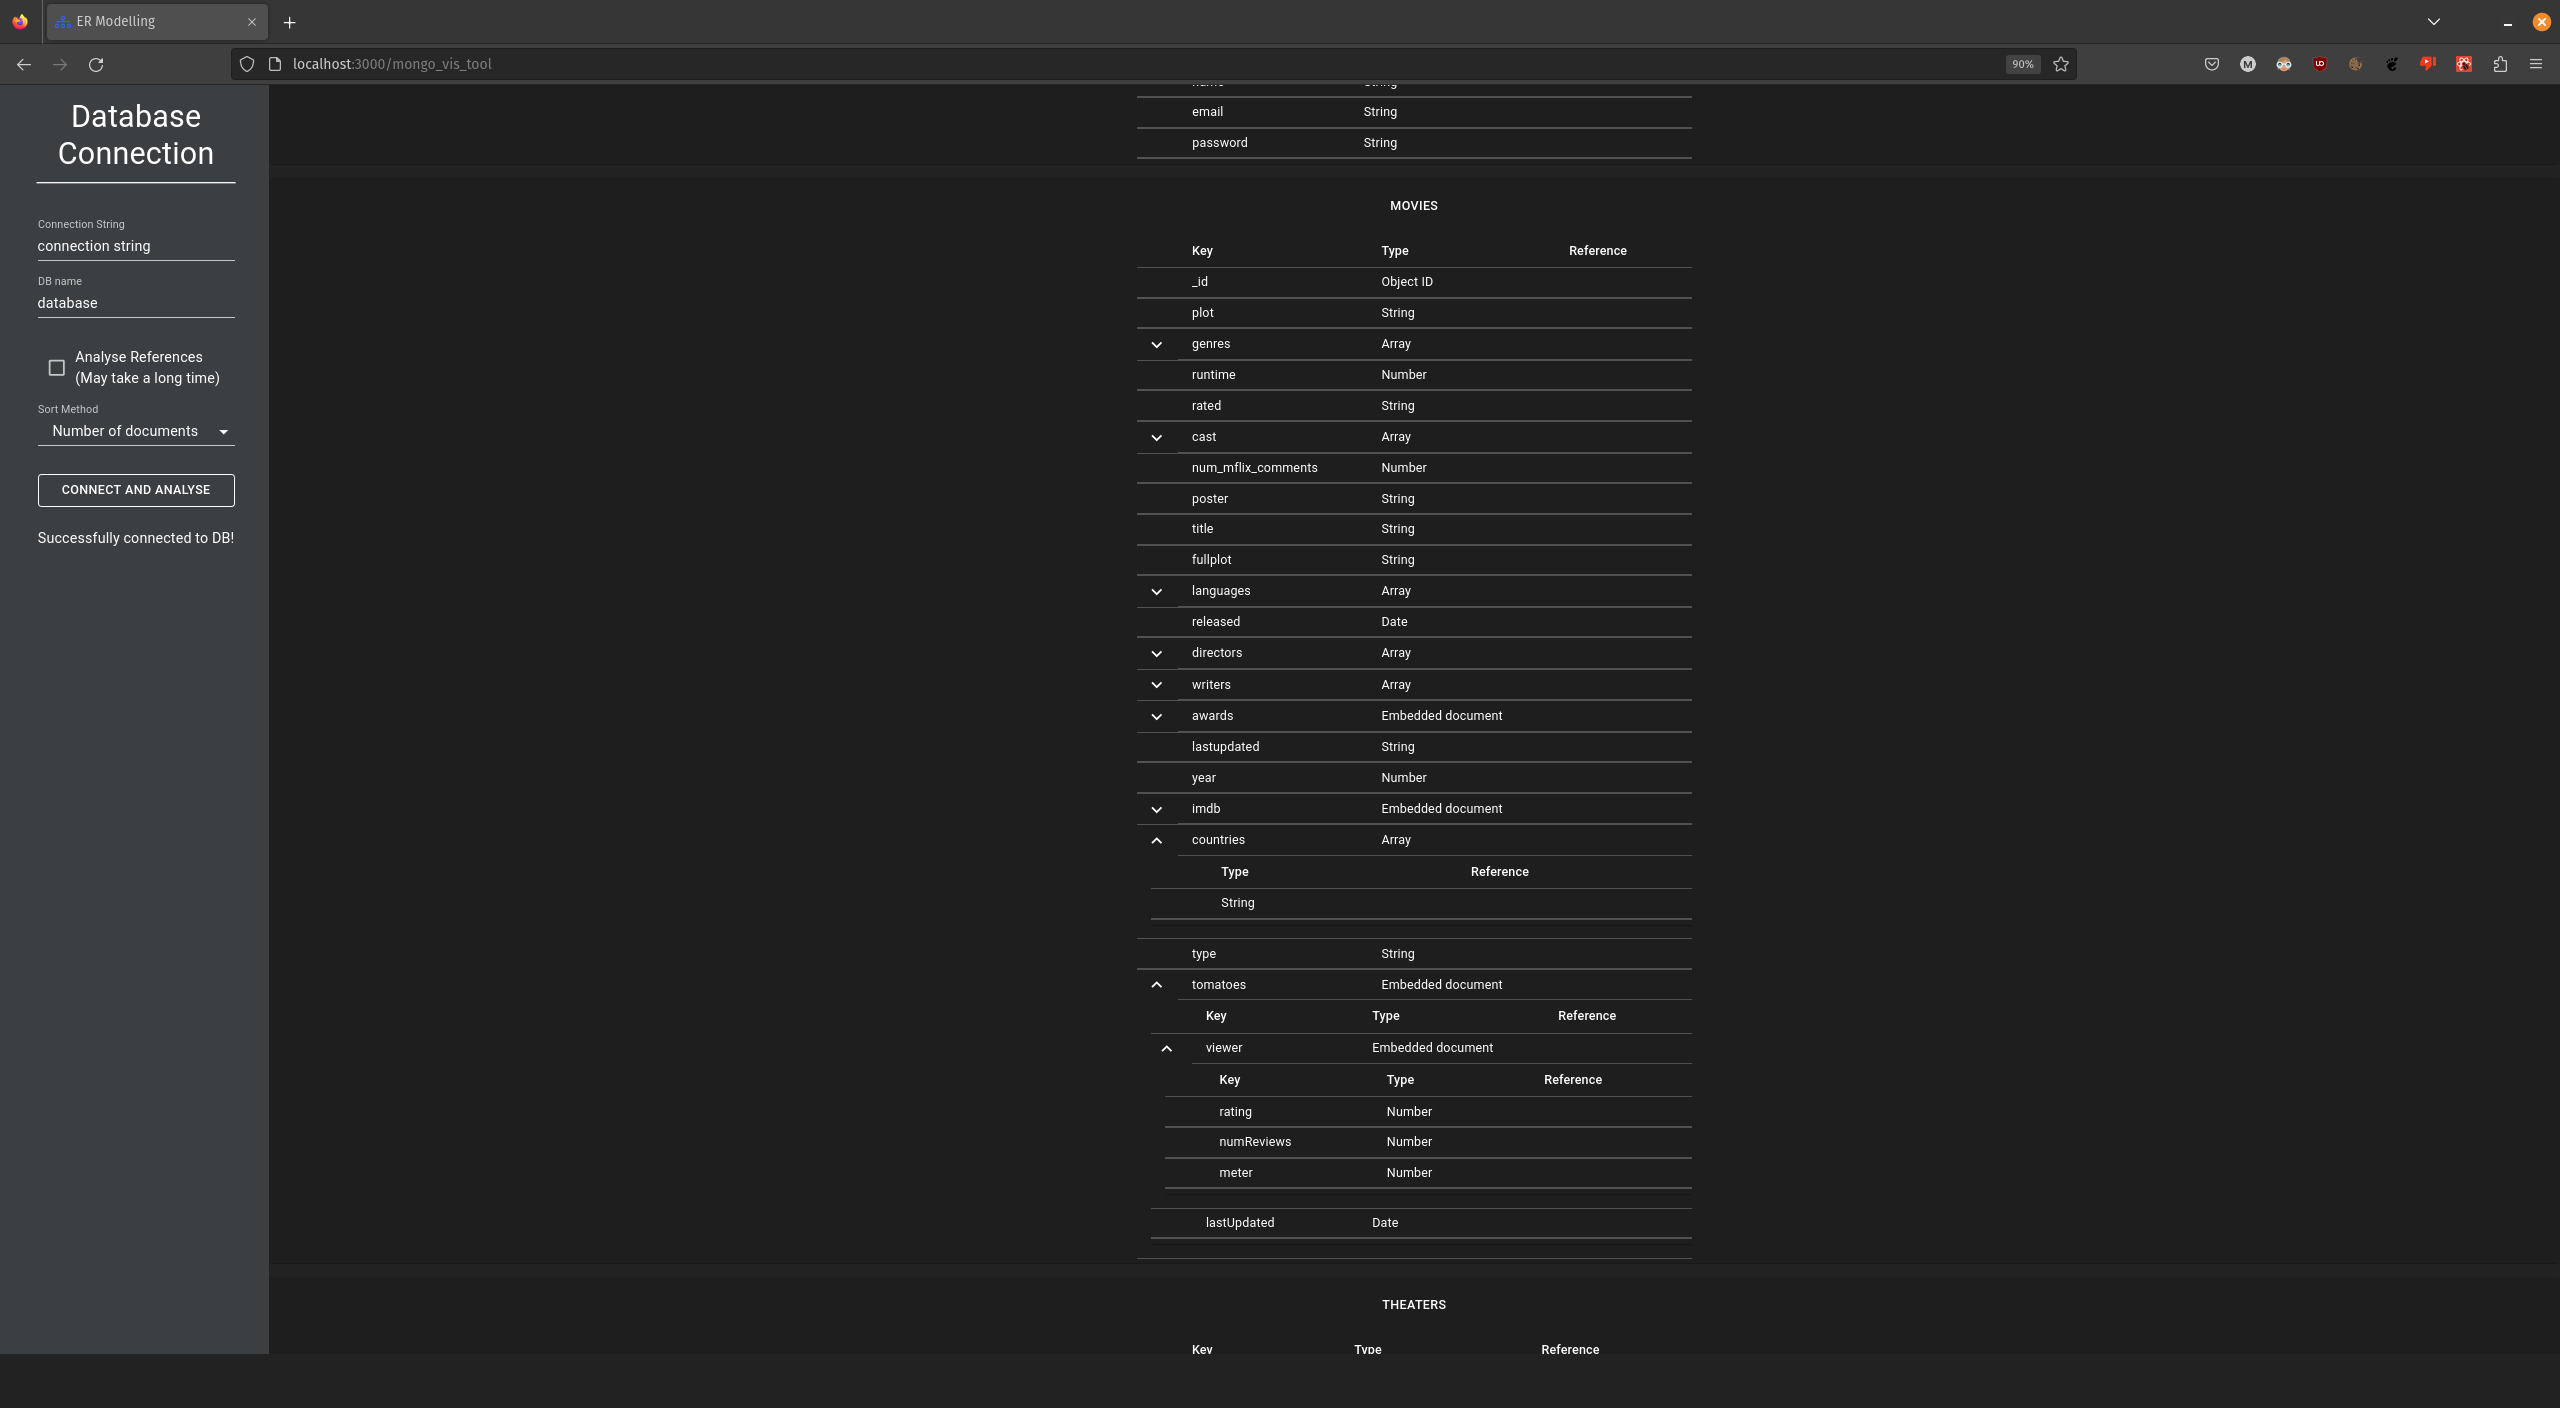 ER Modelling
localhost:3000/mongo_vis_tool
90%
Database
Connection
Connection String
connection string
DB name
database
Analyse References
(May take a long time)
Sort Method
Number of documents
CONNECT AND ANALYSE
Successfully connected to DB!
name String
email String
password String
MOVIES
Key Type Reference
_id Object ID
plot String
genres Array
runtime Number
rated String
cast Array
num_mflix_comments Number
poster String
title String
fullplot String
languages Array
released Date
directors Array
writers Array
awards Embedded document
lastupdated String
year Number
imdb Embedded document
countries Array
Type Reference
String
type String
tomatoes Embedded document
Key Type Reference
viewer Embedded document
Key Type Reference
rating Number
numReviews Number
meter Number
lastUpdated Date
THEATERS
Key Type Reference